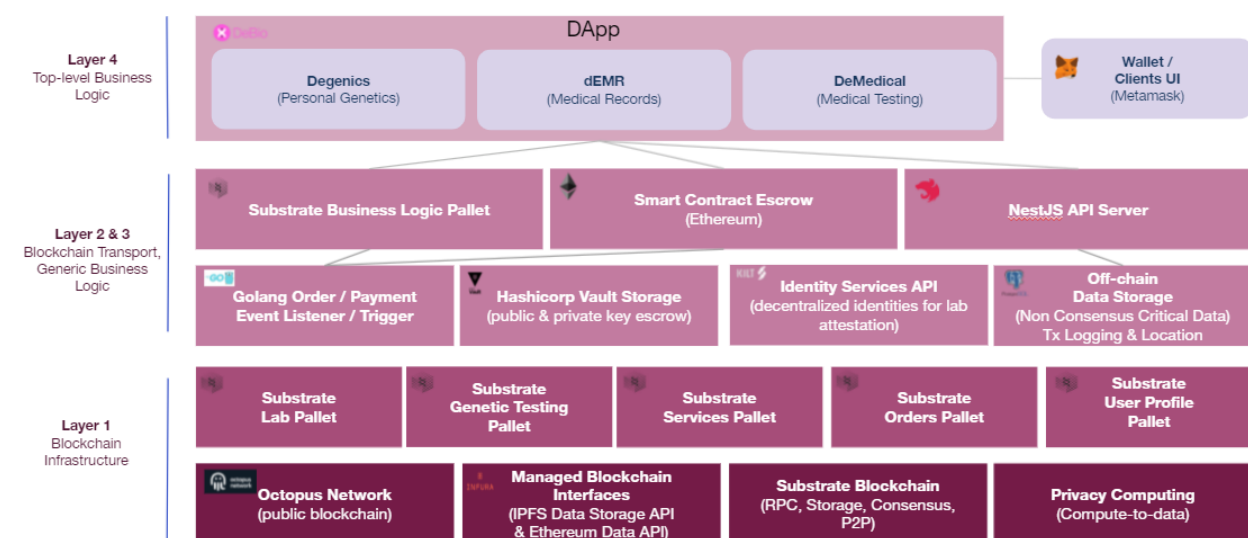 DeBio
DApp
Layer 4
Top-level Business
Logic
Degenics
(Personal Genetics)
dEMR
(Medical Records)
DeMedical
(Medical Testing)
Wallet /
Clients UI
(Metamask)
Layer 2 & 3
Blockchain Transport,
Generic Business
Logic
Substrate Business Logic Pallet
Smart Contract Escrow
(Ethereum)
NestJS API Server
GO
Golang Order / Payment
Event Listener / Trigger
Vault
Hashicorp Vault Storage
(public & private key escrow)
KILT
Identity Services API
(decentralized identities for lab
attestation)
Off-chain
Data Storage
(Non Consensus Critical Data)
Tx Logging & Location
Layer 1
Blockchain
Infrastructure
Substrate
Lab Pallet
Substrate
Genetic Testing
Pallet
Substrate
Services Pallet
Substrate
Orders Pallet
Substrate
User Profile
Pallet
octopus
network
Octopus Network
(public blockchain)
INFURA
Managed Blockchain
Interfaces
(IPFS Data Storage API
& Ethereum Data API)
Substrate Blockchain
(RPC, Storage, Consensus,
P2P)
Privacy Computing
(Compute-to-data)